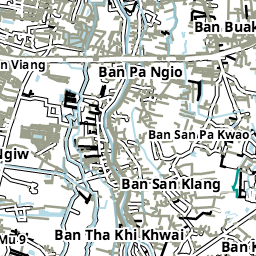 Ban Buak
n Viang
Ban Pa Ngio
Ban San Pa Kwao
Ngiw
Ban San Klang
Ban Tha Khi Khwai
Mu 9
Ban K